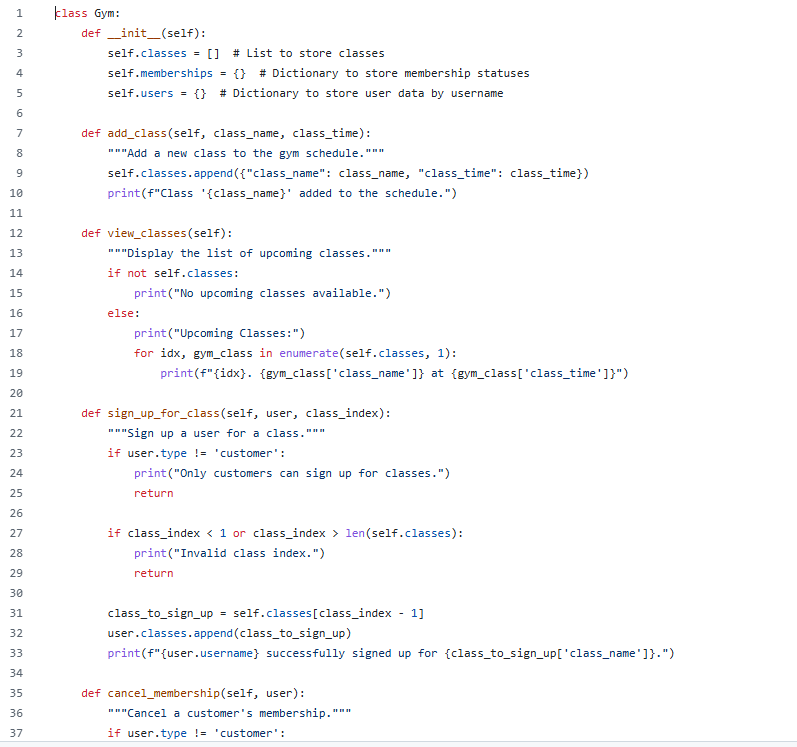 1 class Gym:
2     def __init__(self):
3         self.classes = []  # List to store classes
4         self.memberships = {}  # Dictionary to store membership statuses
5         self.users = {}  # Dictionary to store user data by username
6
7     def add_class(self, class_name, class_time):
8         """Add a new class to the gym schedule."""
9         self.classes.append({"class_name": class_name, "class_time": class_time})
10         print(f"Class '{class_name}' added to the schedule.")
11
12     def view_classes(self):
13         """Display the list of upcoming classes."""
14         if not self.classes:
15             print("No upcoming classes available.")
16         else:
17             print("Upcoming Classes:")
18             for idx, gym_class in enumerate(self.classes, 1):
19                 print(f"{idx}. {gym_class['class_name']} at {gym_class['class_time']}")
20
21     def sign_up_for_class(self, user, class_index):
22         """Sign up a user for a class."""
23         if user.type != 'customer':
24             print("Only customers can sign up for classes.")
25             return
26
27         if class_index < 1 or class_index > len(self.classes):
28             print("Invalid class index.")
29             return
30
31         class_to_sign_up = self.classes[class_index - 1]
32         user.classes.append(class_to_sign_up)
33         print(f"{user.username} successfully signed up for {class_to_sign_up['class_name']}.")
34
35     def cancel_membership(self, user):
36         """Cancel a customer's membership."""
37         if user.type != 'customer':